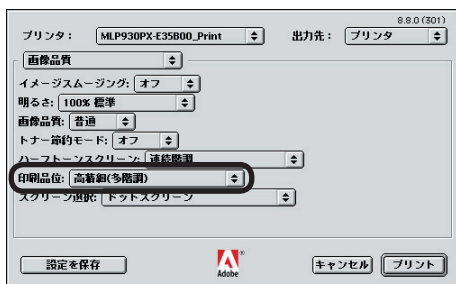 8.8.0 (301)
プリンタ： MLP930PX-E35B00_Print 出力先： プリンタ
画像品質
イメージスムージング: オフ
明るさ: 100% 標準
画像品質: 普通
トナー節約モード: オフ
ハーフトーンスクリーン: 連続階調
印刷品位: 高精細(多階調)
スクリーン選択: ドットスクリーン
設定を保存 Adobe キャンセル プリント